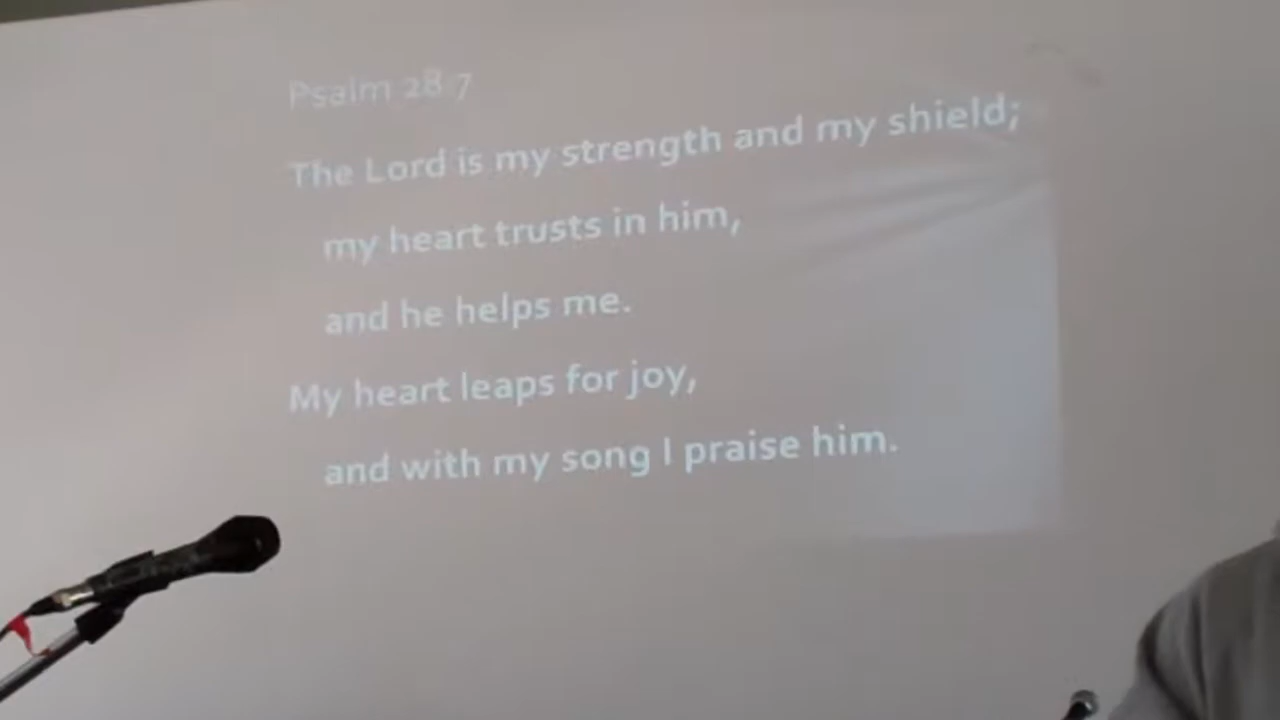 Psalm 28 7
The Lord is my strength and my shield;
my heart trusts in him,
and he helps me.
My heart leaps for joy,
and with my song I praise him.